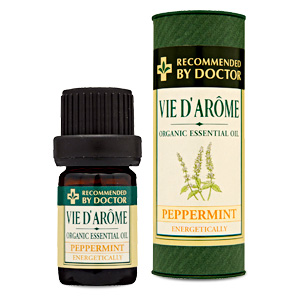 RECOMMENDED
BY DOCTOR
VIE D'ARÔME
ORGANIC ESSENTIAL OIL
PEPPERMINT
ENERGETICALLY
RECOMMENDED
BY DOCTOR
VIE D'ARÔME
ORGANIC ESSENTIAL OIL
PEPPERMINT
ENERGETICALLY